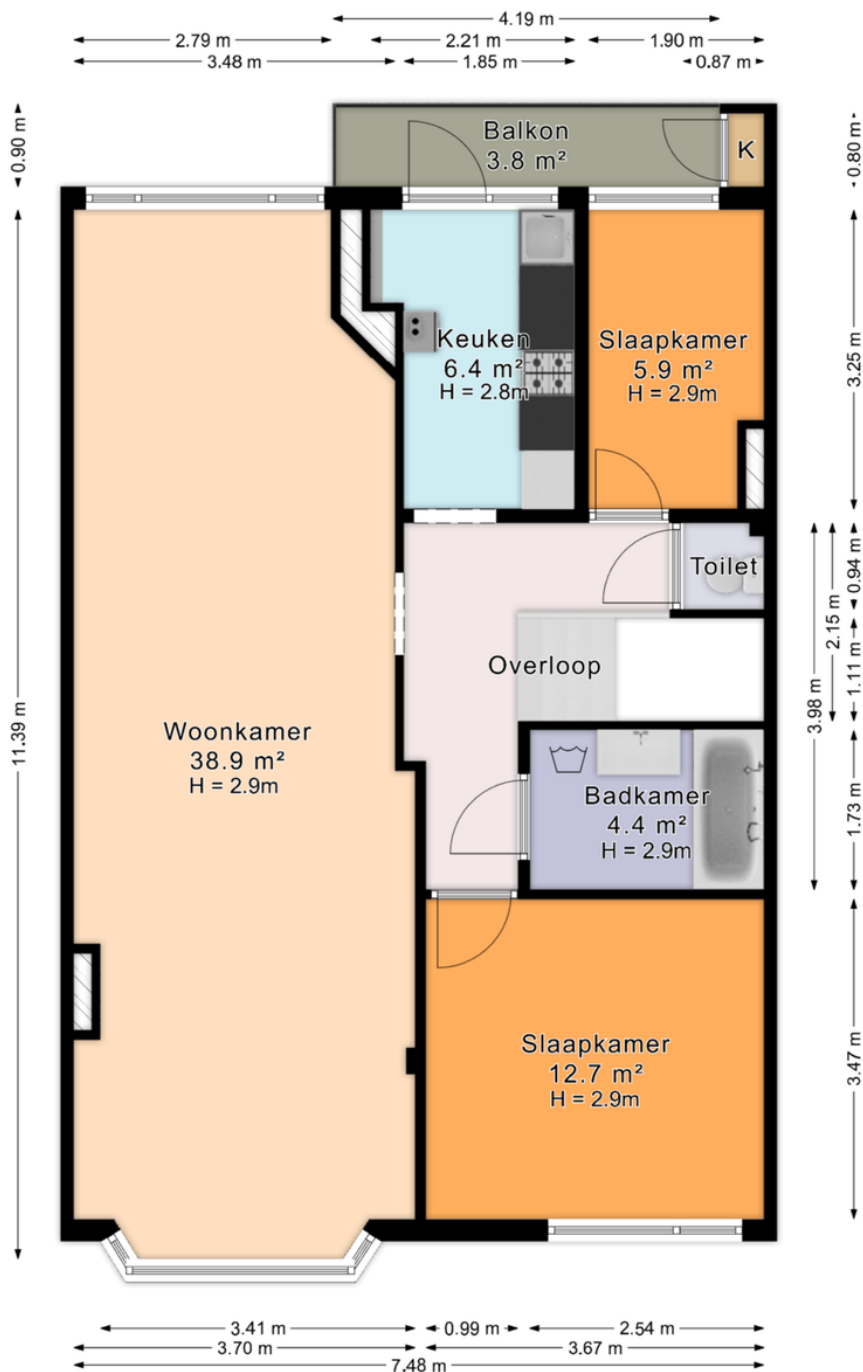 4.19 m
2.79 m
2.21 m
1.90 m
3.48 m
1.85 m
0.87 m
0.90 m
Balkon
3.8 m²
K
0.80 m
Keuken
6.4 m²
H = 2.8m
Slaapkamer
5.9 m²
H = 2.9m
3.25 m
Toilet
0.94 m
2.15 m
1.11 m
Overloop
3.98 m
11.39 m
Woonkamer
38.9 m²
H = 2.9m
Badkamer
4.4 m²
H = 2.9m
1.73 m
Slaapkamer
12.7 m²
H = 2.9m
3.47 m
3.41 m
0.99 m
2.54 m
3.70 m
3.67 m
7.48 m